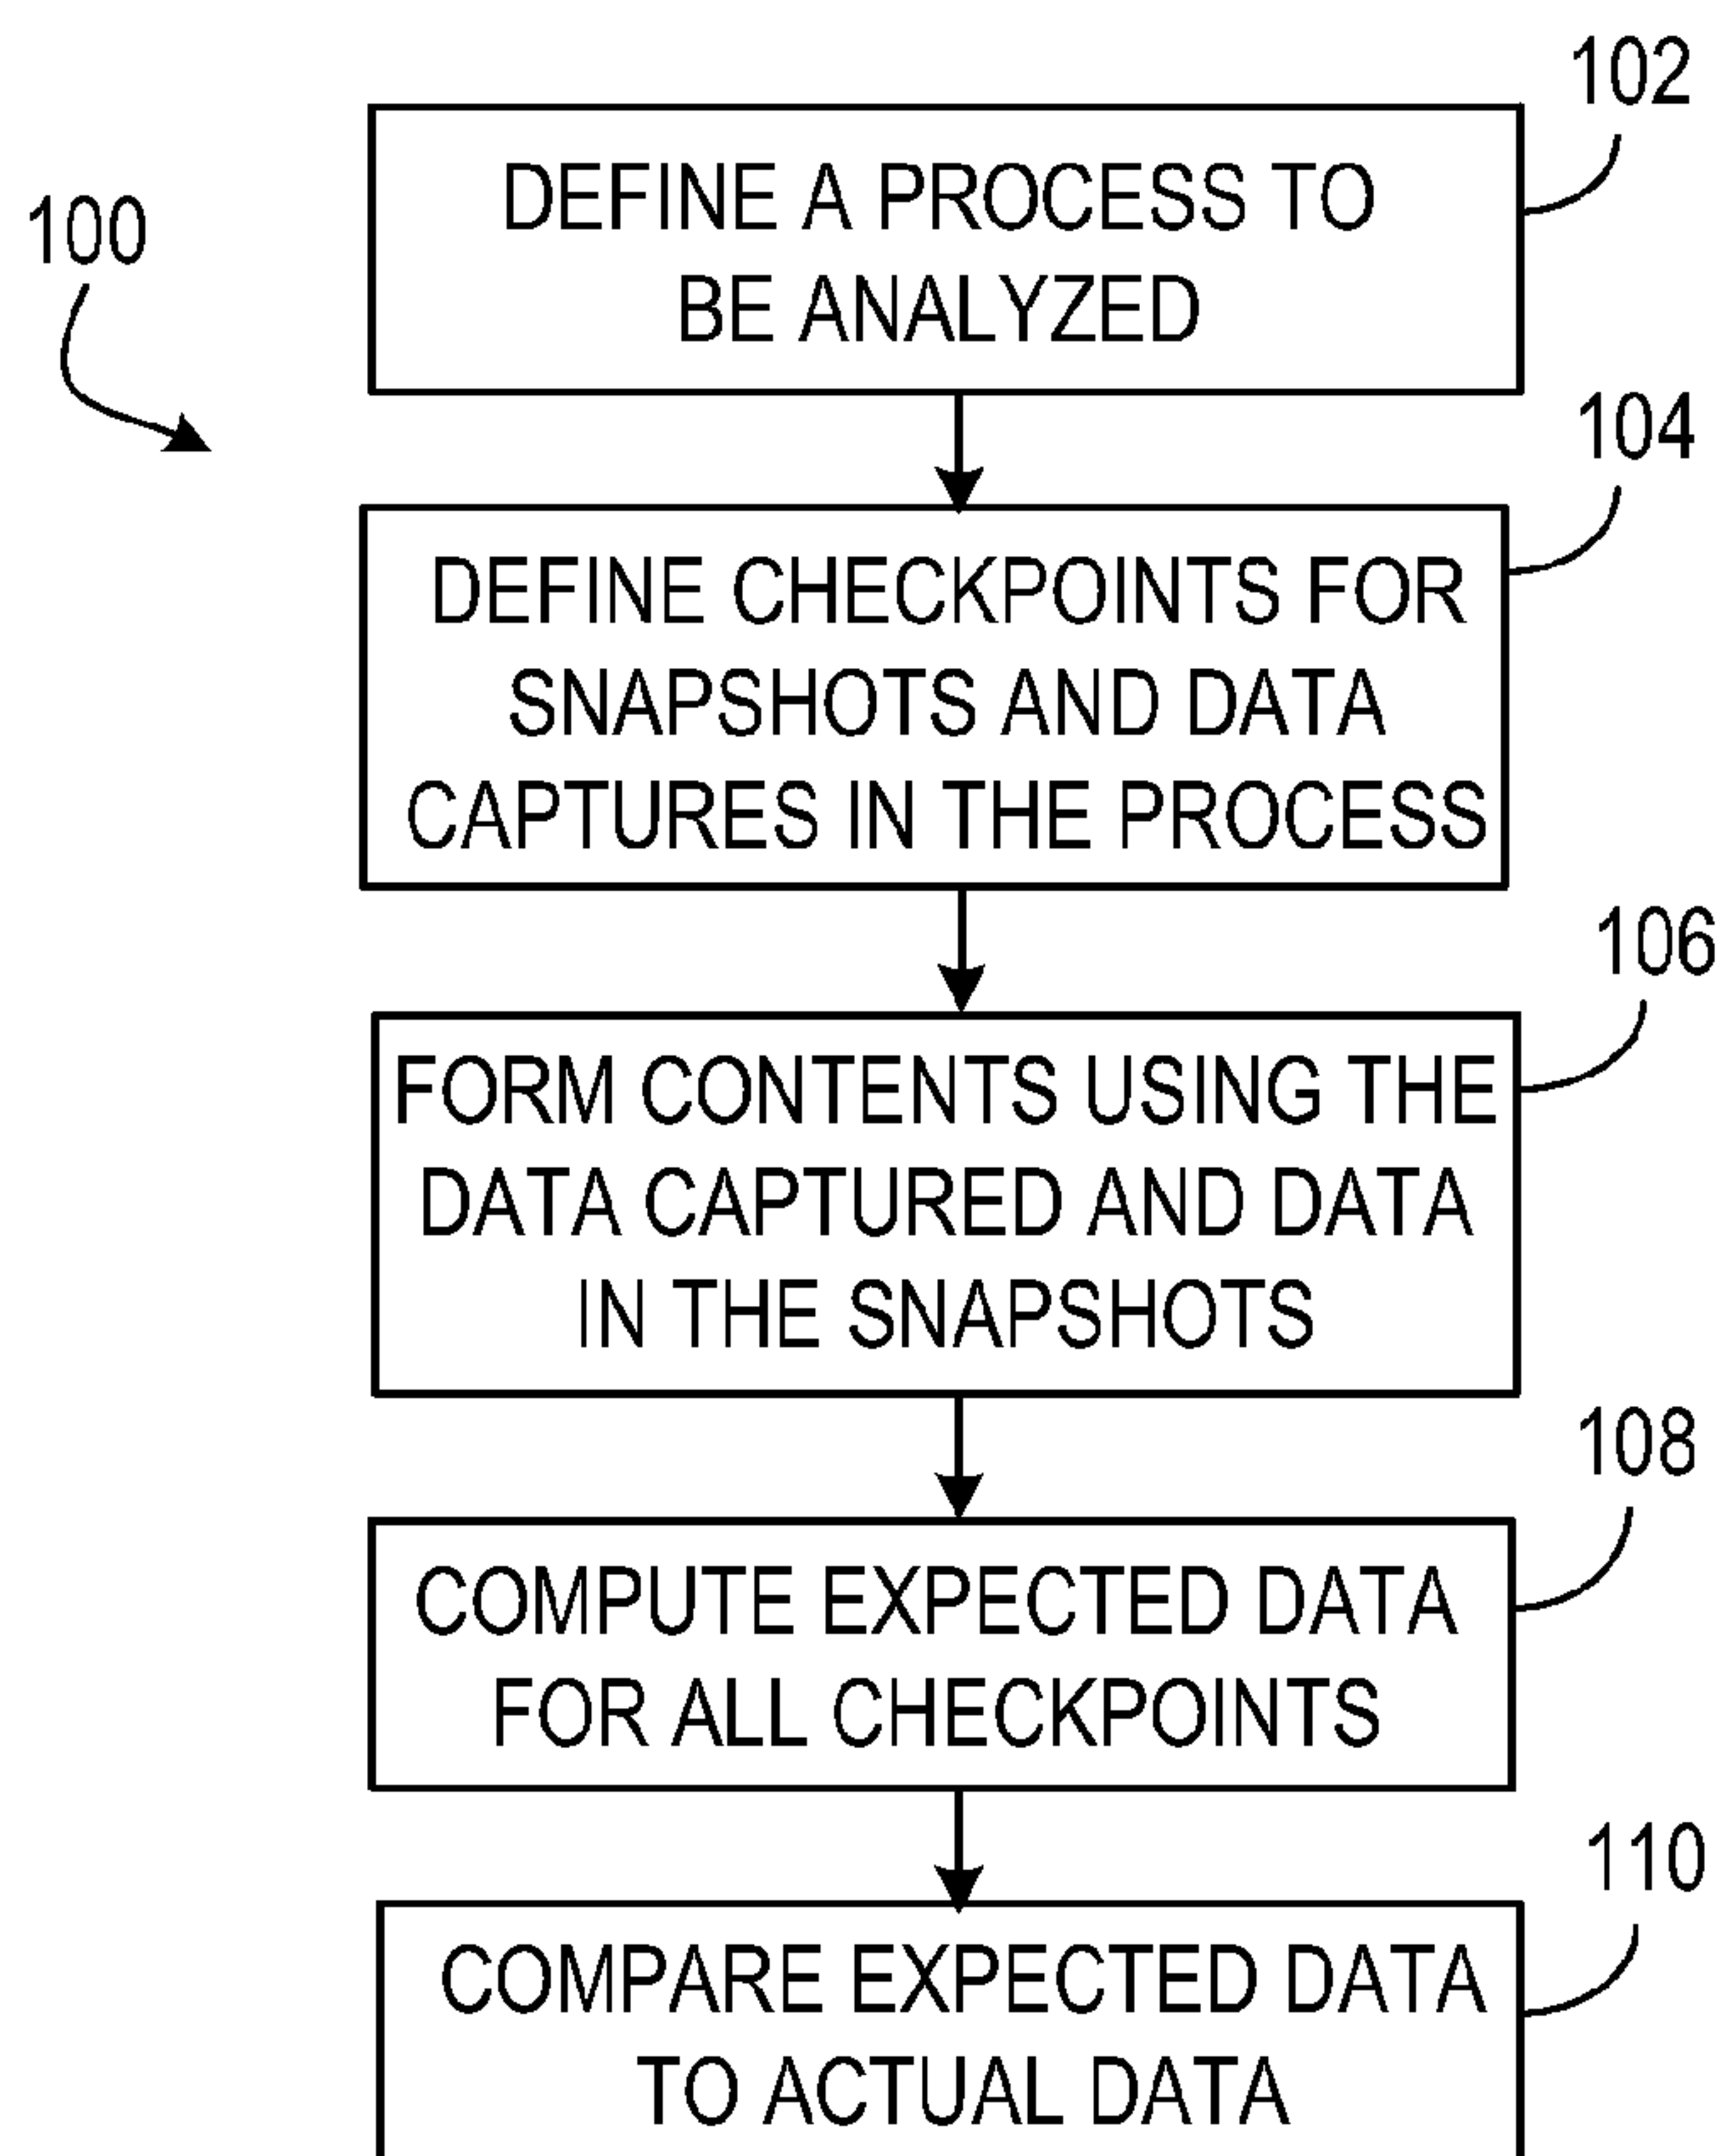 102
DEFINE A PROCESS TO
BE ANALYZED
100
104
DEFINE CHECKPOINTS FOR
SNAPSHOTS AND DATA
CAPTURES IN THE PROCESS
106
FORM CONTENTS USING THE
DATA CAPTURED AND DATA
IN THE SNAPSHOTS
108
COMPUTE EXPECTED DATA
FOR ALL CHECKPOINTS
110
COMPARE EXPECTED DATA
TO ACTUAL DATA